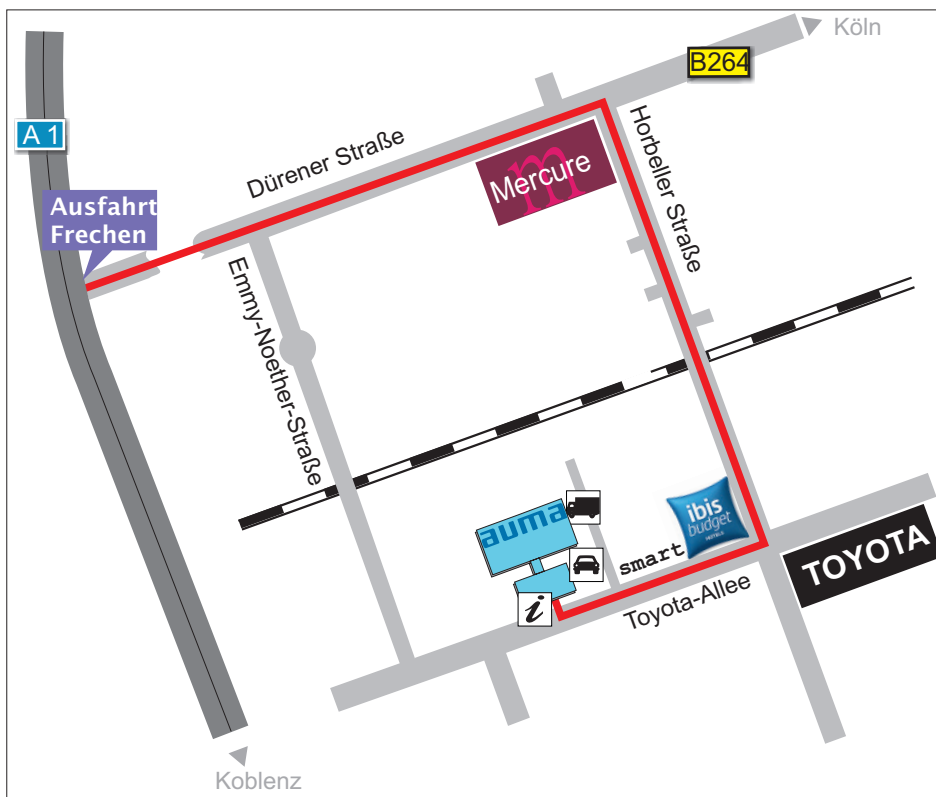 Köln
B264
A 1
Dürener Straße
Horbeller Straße
m
Mercure
Ausfahrt
Frechen
Emmy-Noether-Straße
auma
ibis
budget
HOTELS
smart
TOYOTA
i
Toyota-Allee
Koblenz